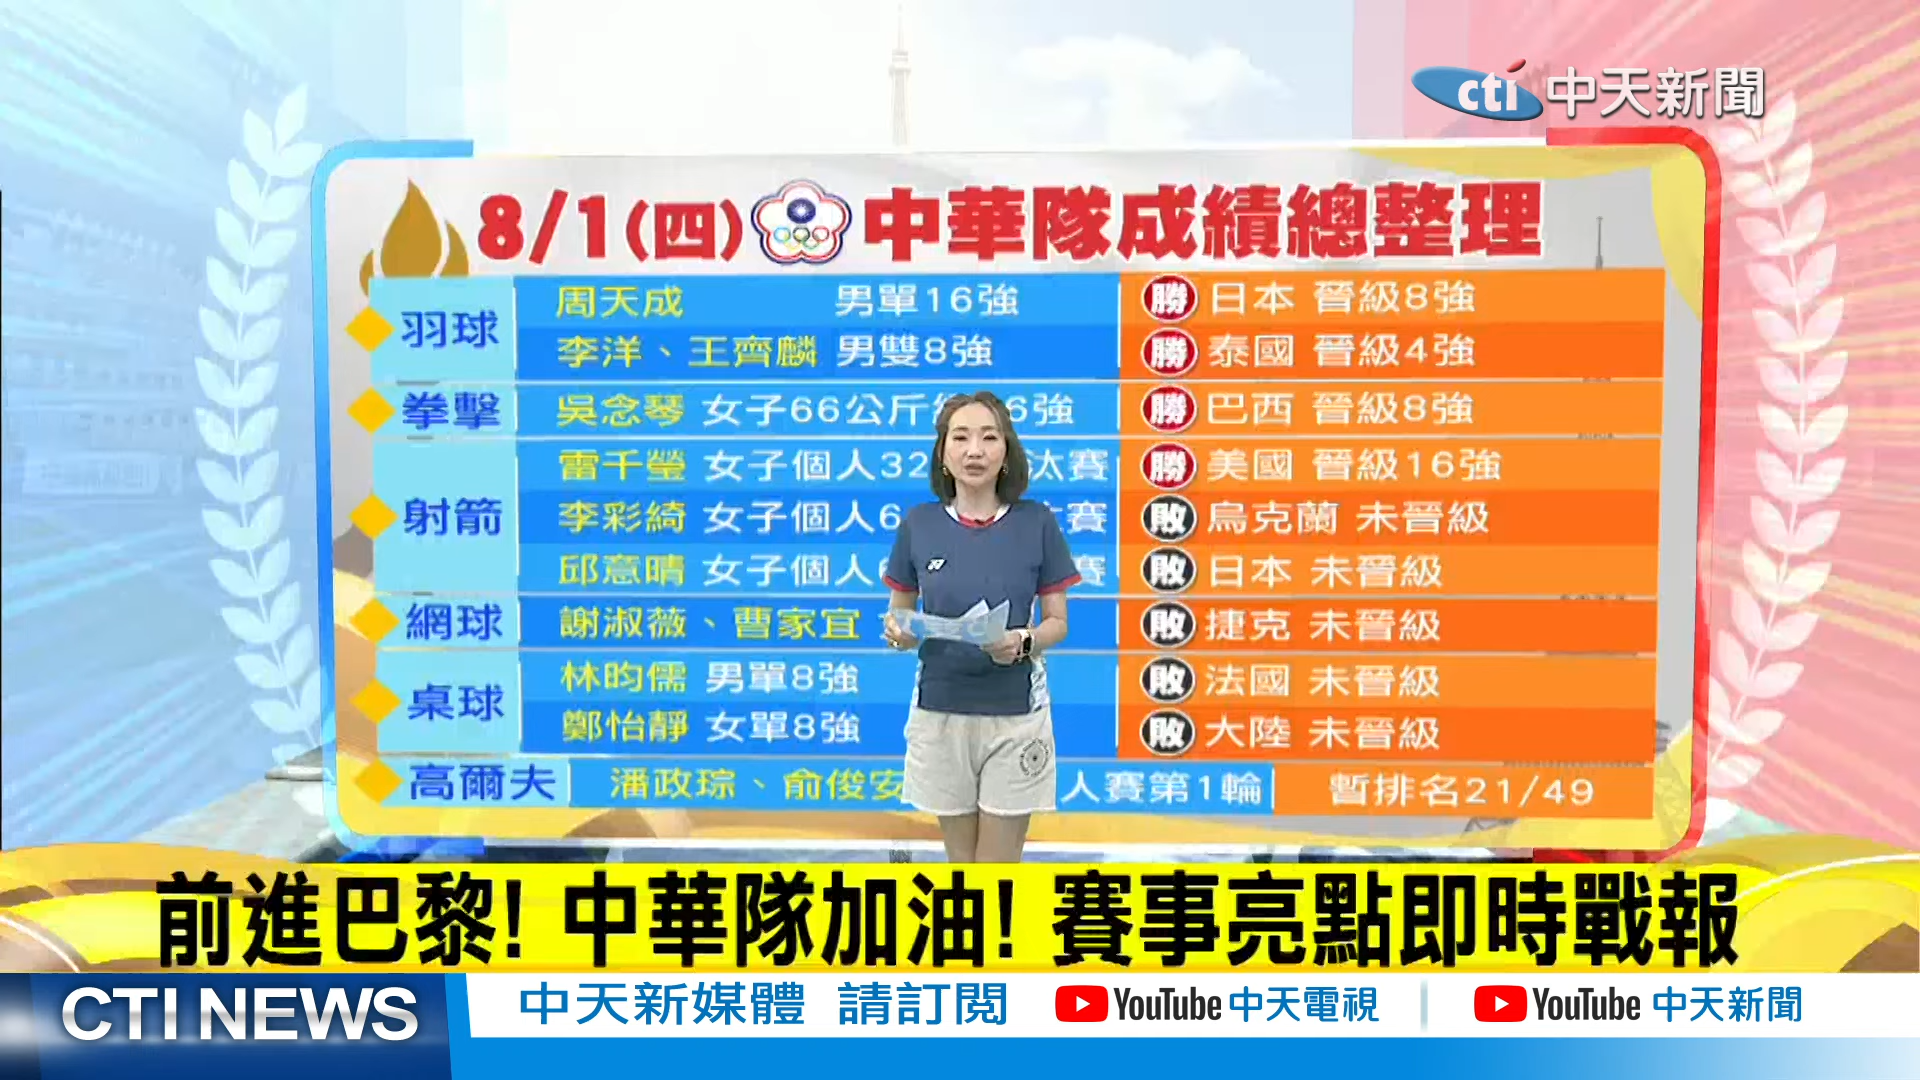 cti 中天新聞
8/1(四) 中華隊成績總整理
羽球 周天成 男單16強 勝 日本 晉級8強
李洋、王齊麟 男雙8強 勝 泰國 晉級4強
拳擊 吳念琴 女子66公斤 6強 勝 巴西 晉級8強
射箭 雷千瑩 女子個人32 汰賽 勝 美國 晉級16強
李彩綺 女子個人6 賽 敗 烏克蘭 未晉級
邱意晴 女子個人 賽 敗 日本 未晉級
網球 謝淑薇、曹家宜 敗 捷克 未晉級
桌球 林昀儒 男單8強 敗 法國 未晉級
鄭怡靜 女單8強 敗 大陸 未晉級
高爾夫 潘政琮、俞俊安 人賽第1輪 暫排名21/49
前進巴黎! 中華隊加油! 賽事亮點即時戰報
CTI NEWS 中天新媒體 請訂閱 YouTube 中天電視 YouTube 中天新聞